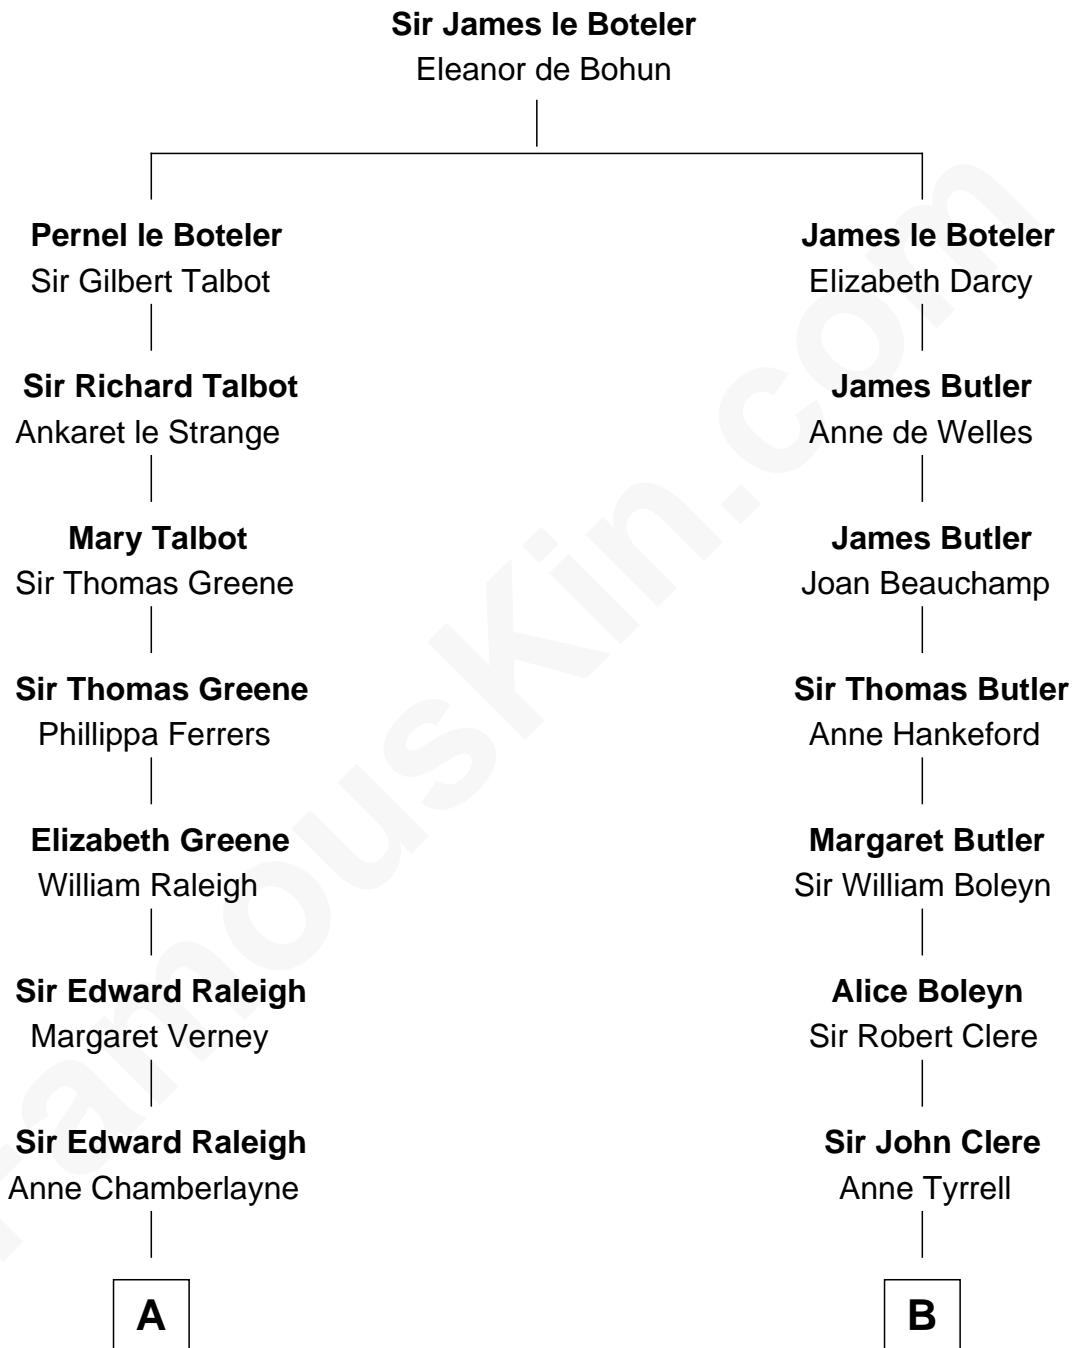 Sir James le Boteler
Eleanor de Bohun
Pernel le Boteler
Sir Gilbert Talbot
James le Boteler
Elizabeth Darcy
Sir Richard Talbot
Ankaret le Strange
James Butler
Anne de Welles
Mary Talbot
Sir Thomas Greene
James Butler
Joan Beauchamp
Sir Thomas Greene
Phillippa Ferrers
Sir Thomas Butler
Anne Hankeford
Elizabeth Greene
William Raleigh
Margaret Butler
Sir William Boleyn
Sir Edward Raleigh
Margaret Verney
Alice Boleyn
Sir Robert Clere
Sir Edward Raleigh
Anne Chamberlayne
Sir John Clere
Anne Tyrrell
A
B
FamousKin.com